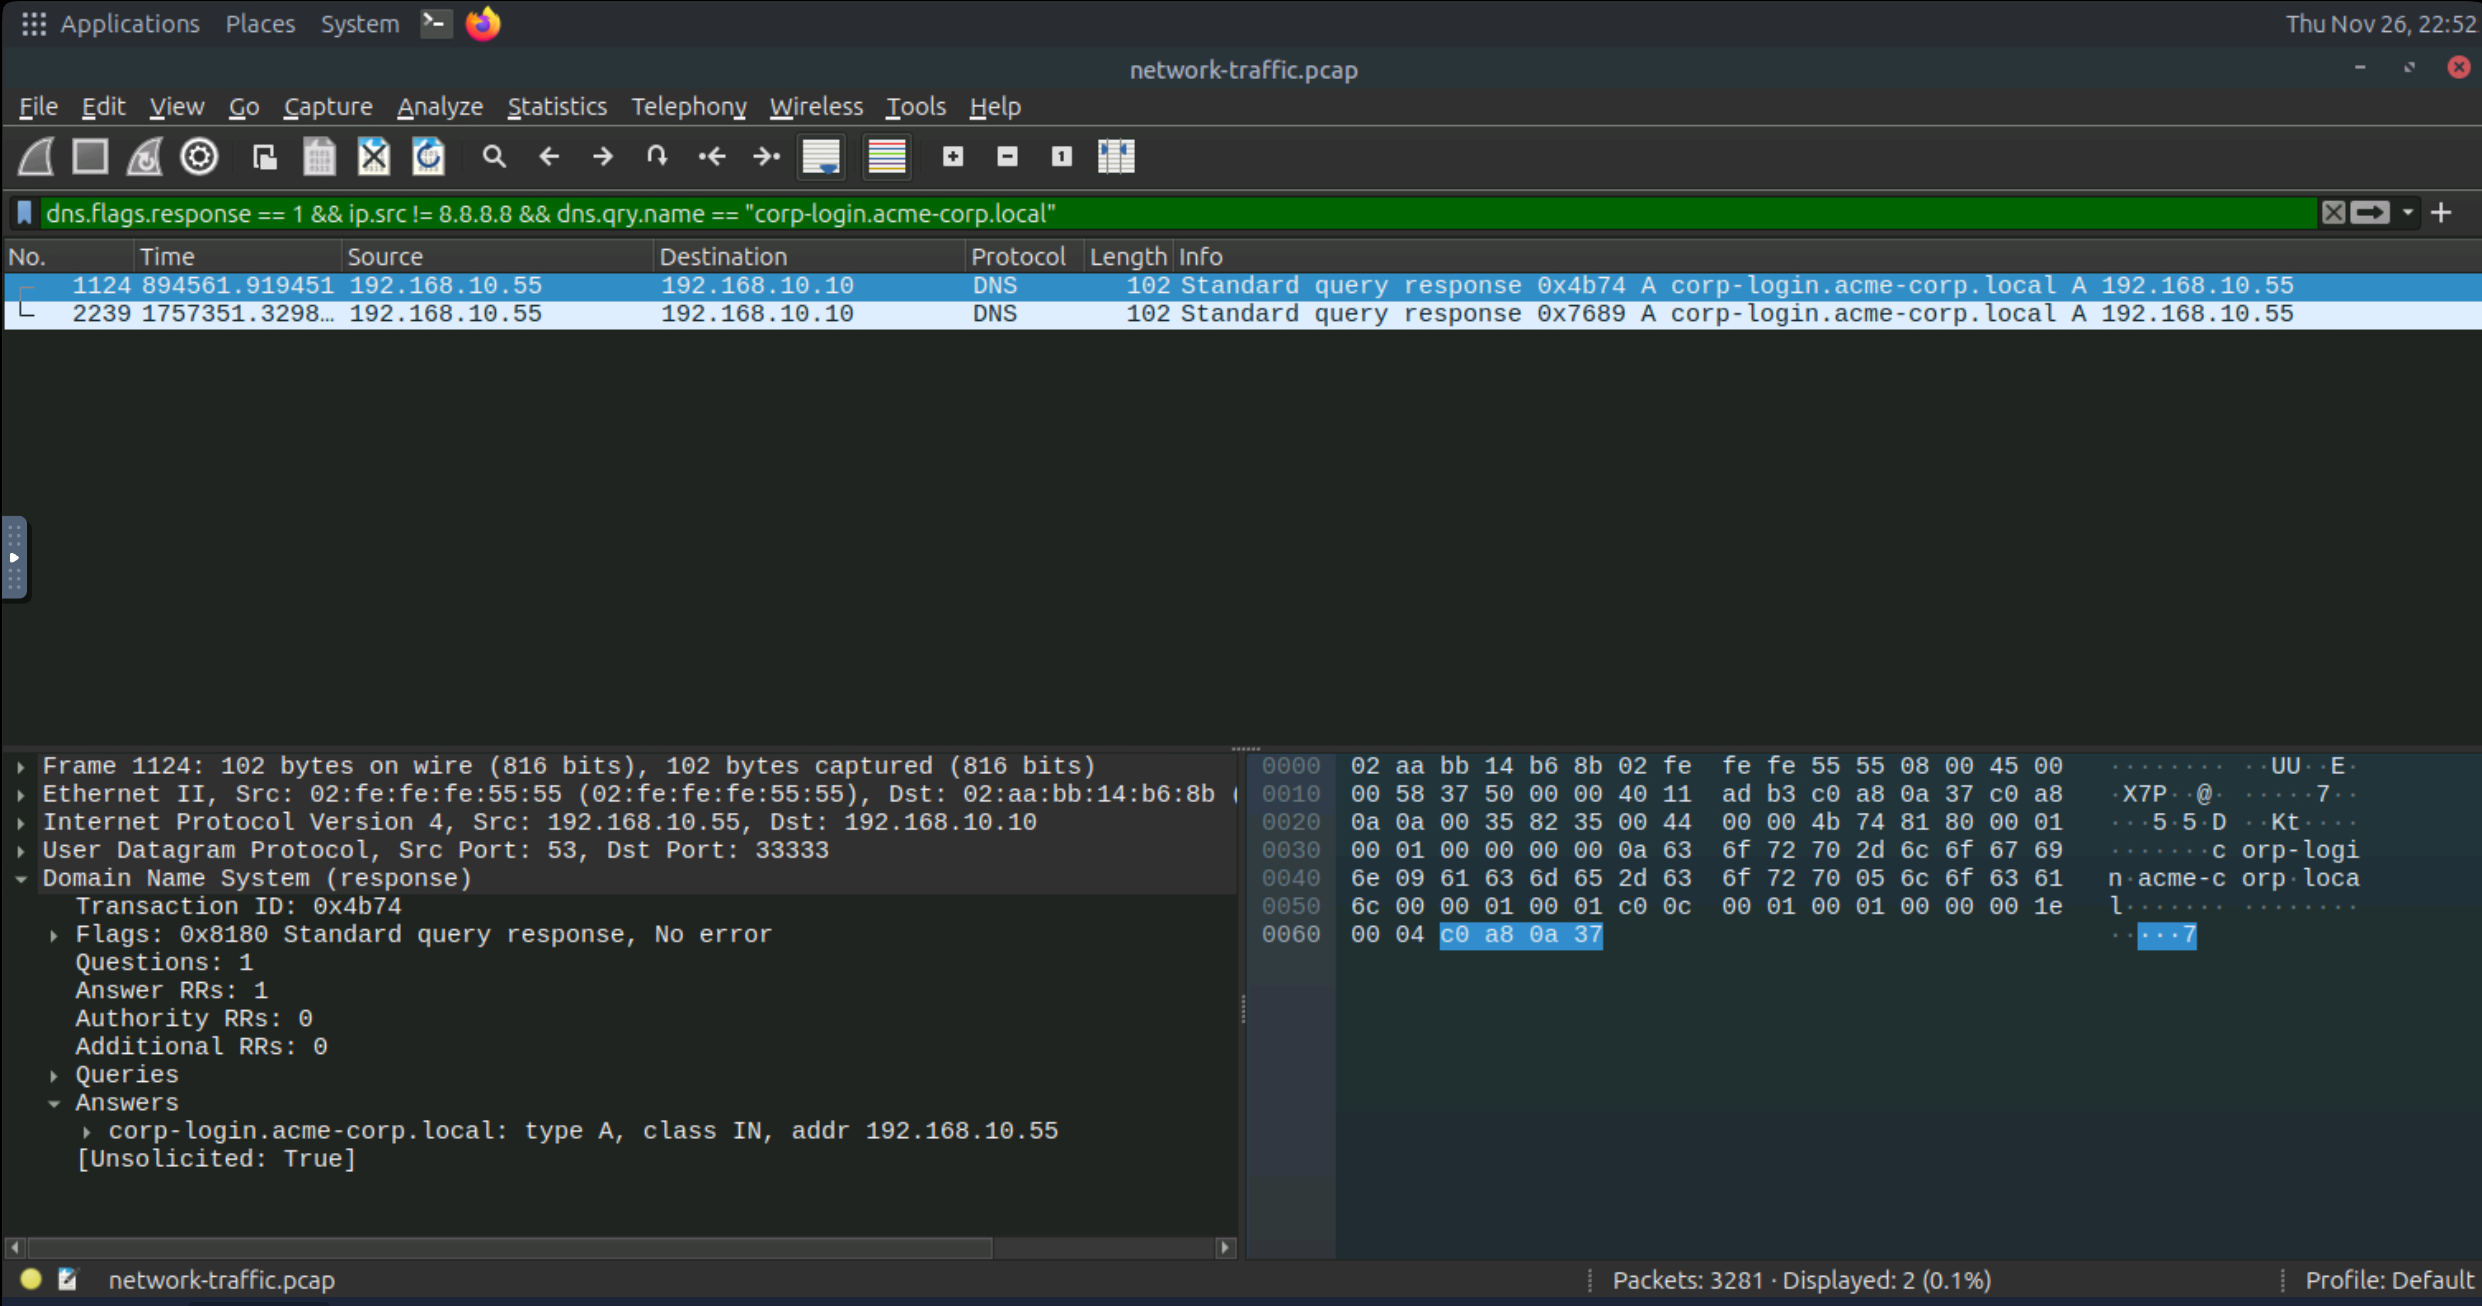 Applications Places System Thu Nov 26, 22:52
network-traffic.pcap
File Edit View Go Capture Analyze Statistics Telephony Wireless Tools Help
dns.flags.response == 1 && ip.src != 8.8.8.8 && dns.qry.name == "corp-login.acme-corp.local"
No. Time Source Destination Protocol Length Info
1124 894561.919451 192.168.10.55 192.168.10.10 DNS 102 Standard query response 0x4b74 A corp-login.acme-corp.local A 192.168.10.55
2239 1757351.3298… 192.168.10.55 192.168.10.10 DNS 102 Standard query response 0x7689 A corp-login.acme-corp.local A 192.168.10.55
Frame 1124: 102 bytes on wire (816 bits), 102 bytes captured (816 bits)
Ethernet II, Src: 02:fe:fe:fe:55:55 (02:fe:fe:fe:55:55), Dst: 02:aa:bb:14:b6:8b (
Internet Protocol Version 4, Src: 192.168.10.55, Dst: 192.168.10.10
User Datagram Protocol, Src Port: 53, Dst Port: 33333
Domain Name System (response)
Transaction ID: 0x4b74
Flags: 0x8180 Standard query response, No error
Questions: 1
Answer RRs: 1
Authority RRs: 0
Additional RRs: 0
Queries
Answers
corp-login.acme-corp.local: type A, class IN, addr 192.168.10.55
[Unsolicited: True]
0000 02 aa bb 14 b6 8b 02 fe fe fe 55 55 08 00 45 00 ········ ··UU··E·
0010 00 58 37 50 00 00 40 11 ad b3 c0 a8 0a 37 c0 a8 ·X7P··@· ·····7··
0020 0a 0a 00 35 82 35 00 44 00 00 4b 74 81 80 00 01 ···5·5·D ··Kt····
0030 00 01 00 00 00 00 0a 63 6f 72 70 2d 6c 6f 67 69 ·······c orp-logi
0040 6e 09 61 63 6d 65 2d 63 6f 72 70 05 6c 6f 63 61 n·acme-c orp·loca
0050 6c 00 00 01 00 01 c0 0c 00 01 00 01 00 00 00 1e l······· ········
0060 00 04 c0 a8 0a 37 ·····7
network-traffic.pcap Packets: 3281 · Displayed: 2 (0.1%) Profile: Default